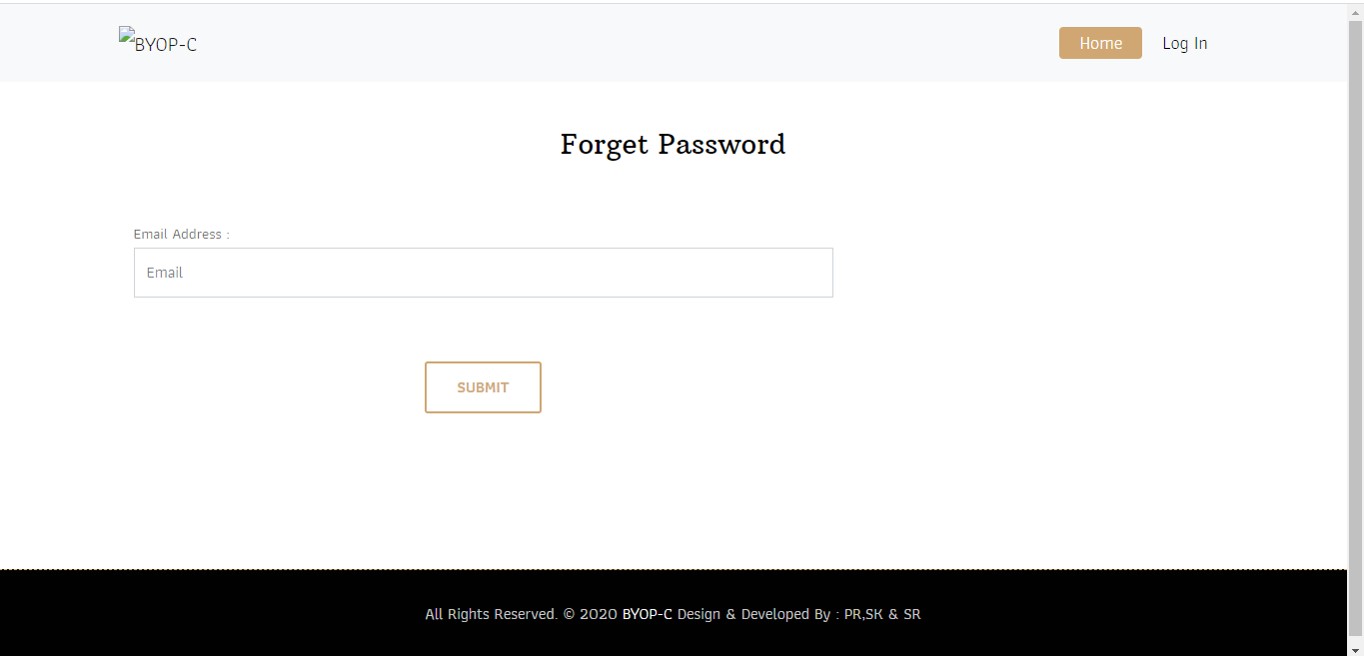 BYOP-C
Home
Log In
Forget Password
Email Address :
Email
SUBMIT
All Rights Reserved. © 2020 BYOP-C Design & Developed By : PR,SK & SR